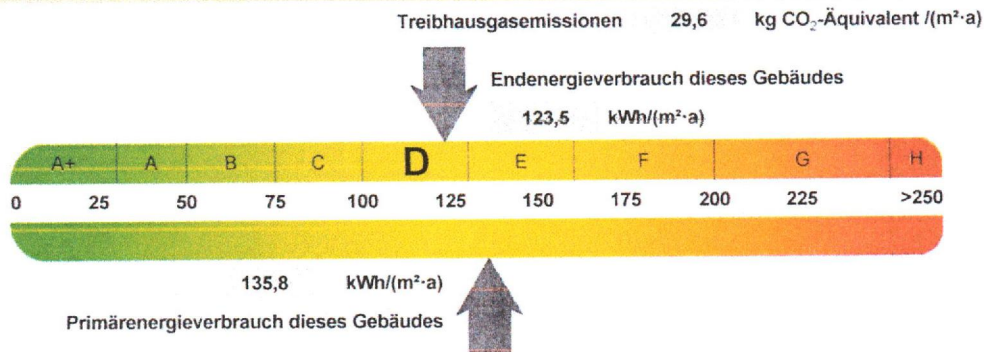 Treibhausgasemissionen 29,6 kg CO₂-Äquivalent /(m²·a)
Endenergieverbrauch dieses Gebäudes
123,5 kWh/(m²·a)
A+ A B C D E F G H
0 25 50 75 100 125 150 175 200 225 >250
135,8 kWh/(m²·a)
Primärenergieverbrauch dieses Gebäudes